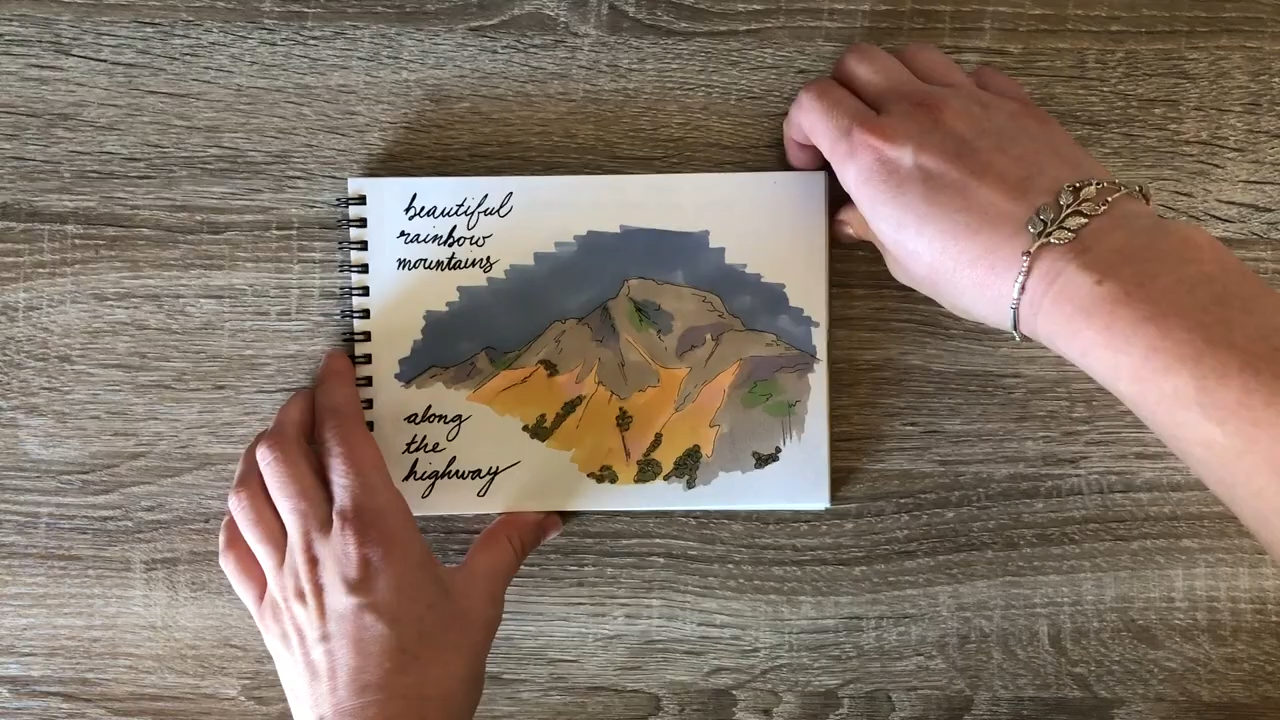 beautiful
rainbow
mountains
along
the
highway